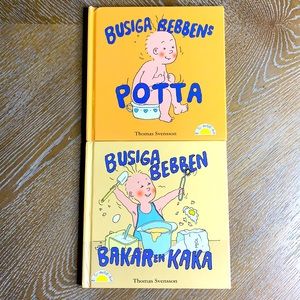 BUSIGA BEBBENS
POTTA
Thomas Svensson
BUSIGA
BEBBEN
BAKAR EN KAKA
Thomas Svensson